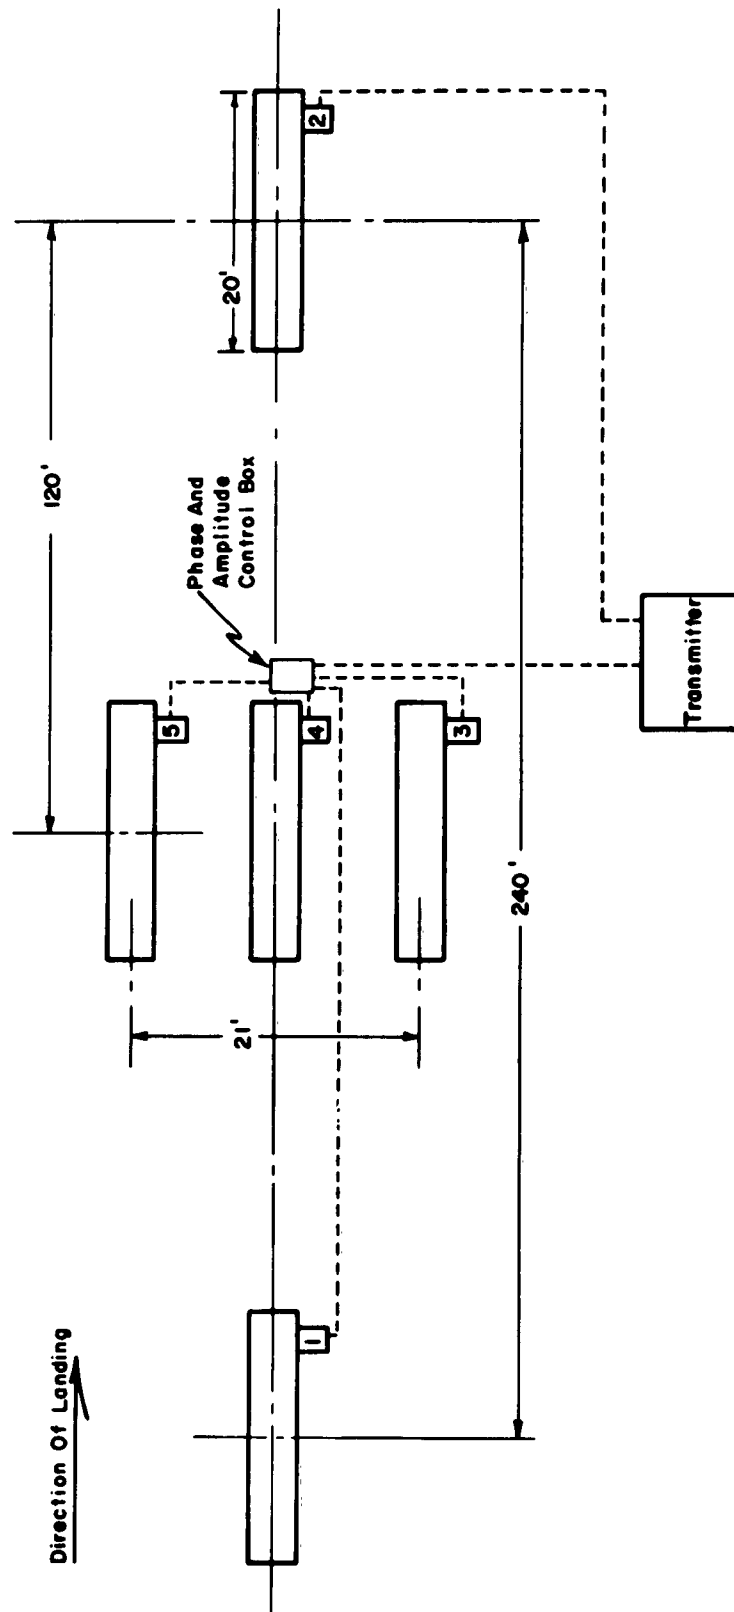 Direction Of Landing
120'
20'
2
Phase And
Amplitude
Control Box
5
4
3
21'
240'
1
Transmitter